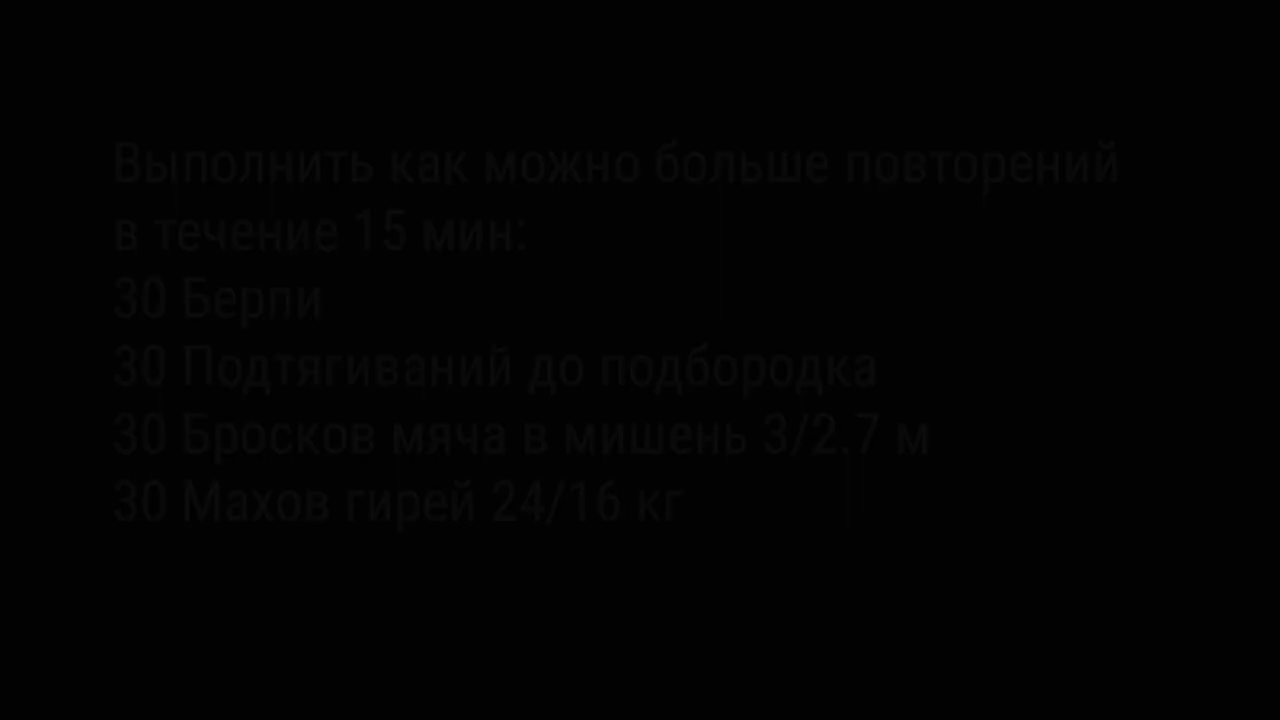 Выполнить как можно больше повторений
в течение 15 мин:
30 Берпи
30 Подтягиваний до подбородка
30 Бросков мяча в мишень 3/2.7 м
30 Махов гирей 24/16 кг